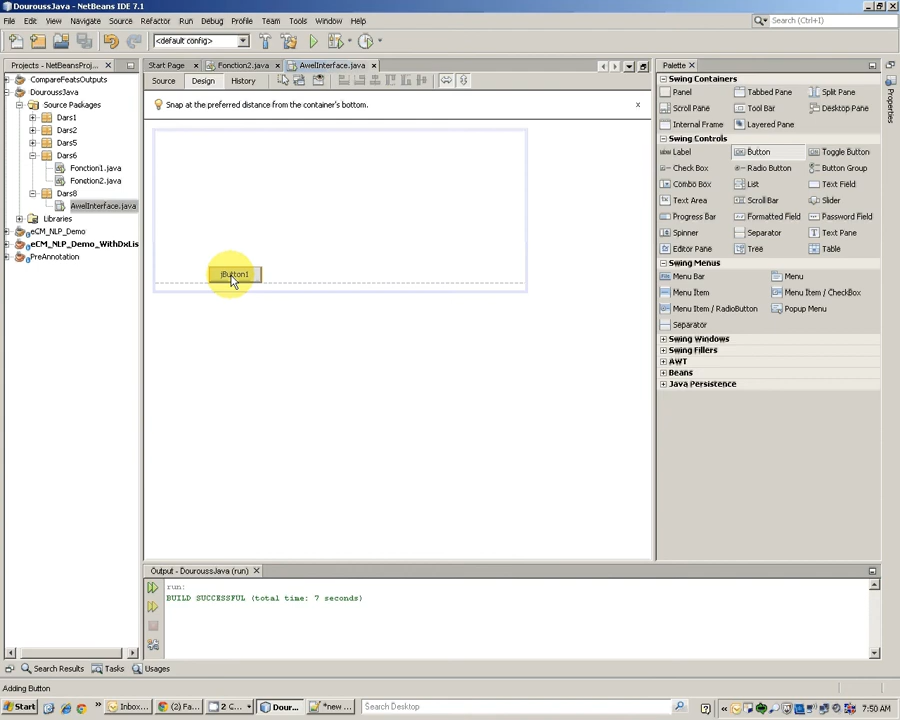 DouroussJava - NetBeans IDE 7.1
File Edit View Navigate Source Refactor Run Debug Profile Team Tools Window Help
<default config>
Search (Ctrl+I)
Projects - NetBeansProj...
Start Page
Fonction2.java
AwelInterface.java
Palette
Properties
CompareFeatsOutputs
DouroussJava
Source Packages
Dars1
Dars2
Dars5
Dars6
Fonction1.java
Fonction2.java
Dars8
AwelInterface.java
Libraries
eCM_NLP_Demo
eCM_NLP_Demo_WithDxLis
PreAnnotation
Source Design History
Snap at the preferred distance from the container's bottom.
x
jButton1
Swing Containers
Panel Tabbed Pane Split Pane
Scroll Pane Tool Bar Desktop Pane
Internal Frame Layered Pane
Swing Controls
Label Button Toggle Button
Check Box Radio Button Button Group
Combo Box List Text Field
Text Area Scroll Bar Slider
Progress Bar Formatted Field Password Field
Spinner Separator Text Pane
Editor Pane Tree Table
Swing Menus
Menu Bar Menu
Menu Item Menu Item / CheckBox
Menu Item / RadioButton Popup Menu
Separator
Swing Windows
Swing Fillers
AWT
Beans
Java Persistence
Output - DouroussJava (run)
run:
BUILD SUCCESSFUL (total time: 7 seconds)
Search Results Tasks Usages
Adding Button
Start
Inbox...
(2) Fa...
2 C...
Dour...
*new ...
Search Desktop
7:50 AM